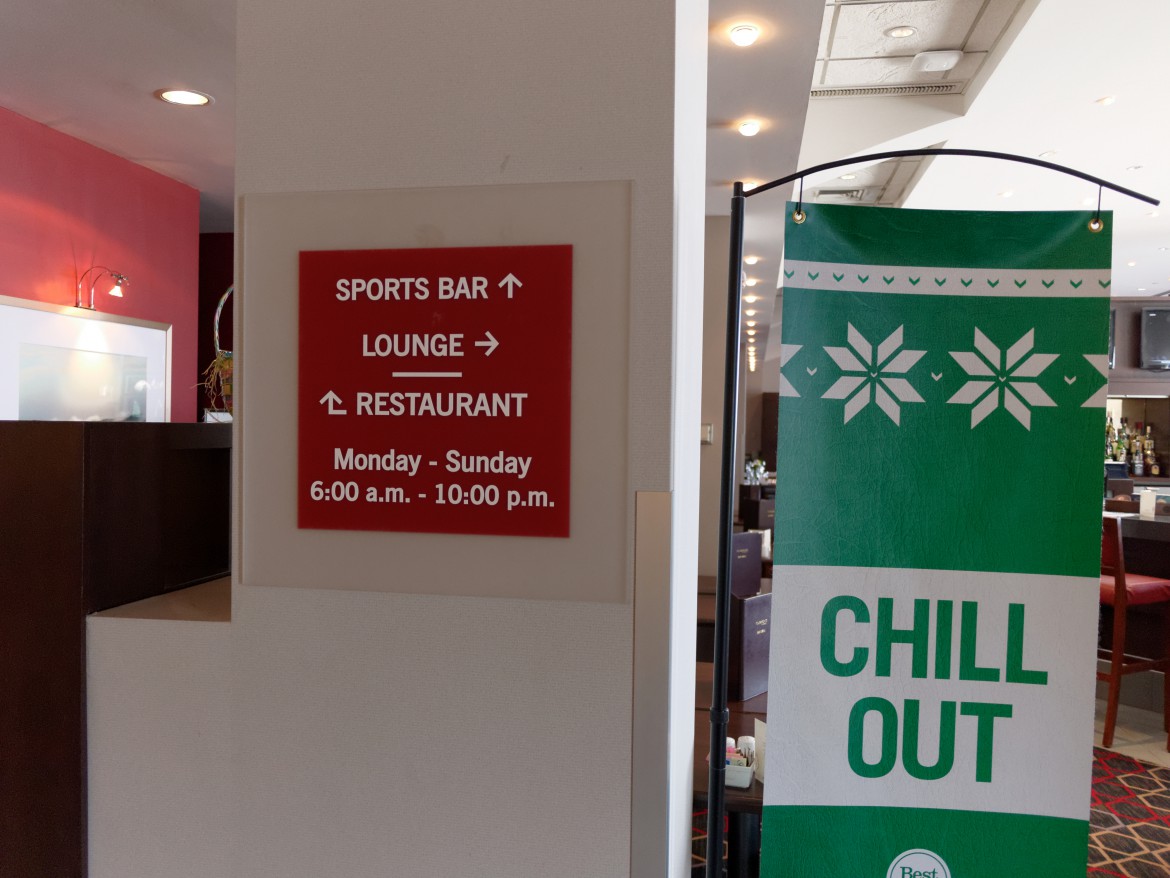 SPORTS BAR ↑
LOUNGE →
↰ RESTAURANT
Monday - Sunday
6:00 a.m. - 10:00 p.m.
CHILL
OUT
Best